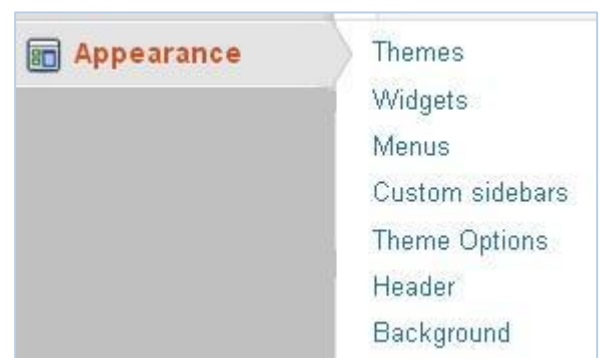 Appearance
Themes
Widgets
Menus
Custom sidebars
Theme Options
Header
Background